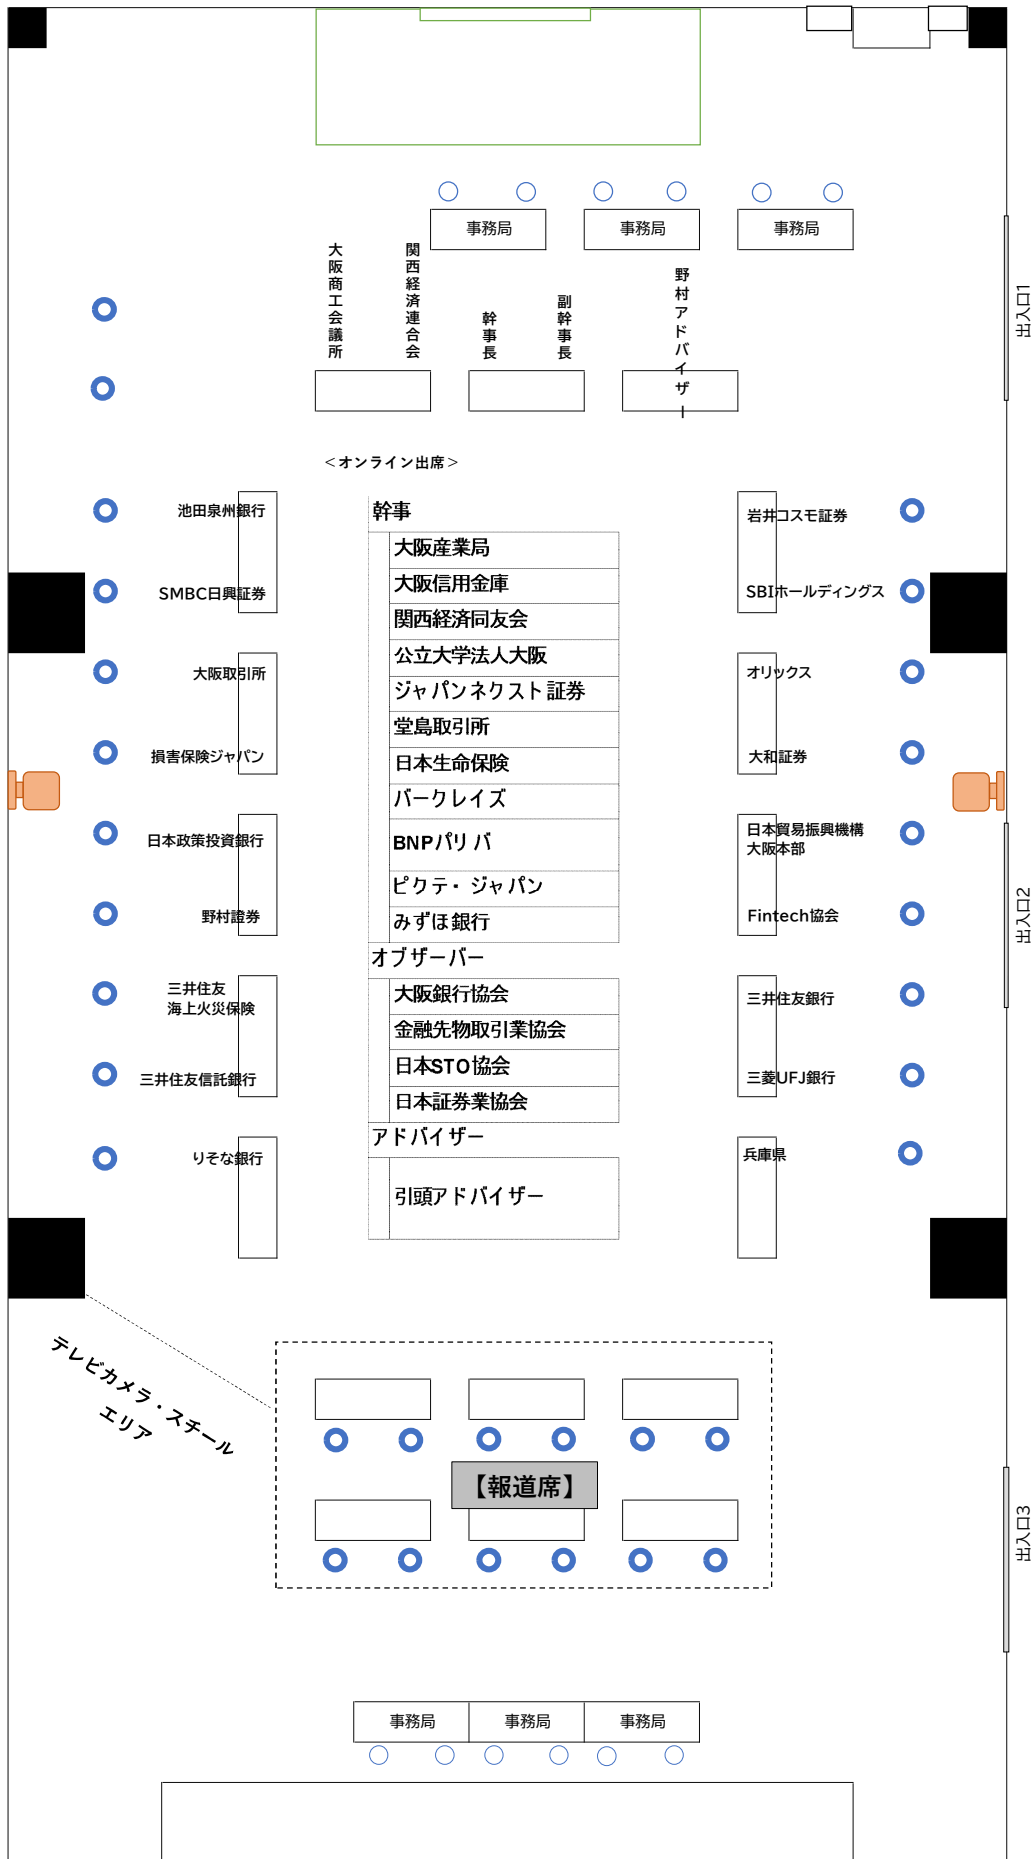 事務局
事務局
事務局
大阪商工会議所
関西経済連合会
幹事長
副幹事長
野村アドバイザー
出入口1
＜オンライン出席＞
池田泉州銀行
SMBC日興証券
大阪取引所
損害保険ジャパン
日本政策投資銀行
野村證券
三井住友
海上火災保険
三井住友信託銀行
りそな銀行
幹事
大阪産業局
大阪信用金庫
関西経済同友会
公立大学法人大阪
ジャパンネクスト証券
堂島取引所
日本生命保険
バークレイズ
BNPパリバ
ピクテ・ジャパン
みずほ銀行
オブザーバー
大阪銀行協会
金融先物取引業協会
日本STO協会
日本証券業協会
アドバイザー
引頭アドバイザー
岩井コスモ証券
SBIホールディングス
オリックス
大和証券
日本貿易振興機構
大阪本部
Fintech協会
三井住友銀行
三菱UFJ銀行
兵庫県
出入口2
テレビカメラ・スチール
エリア
【報道席】
出入口3
事務局
事務局
事務局